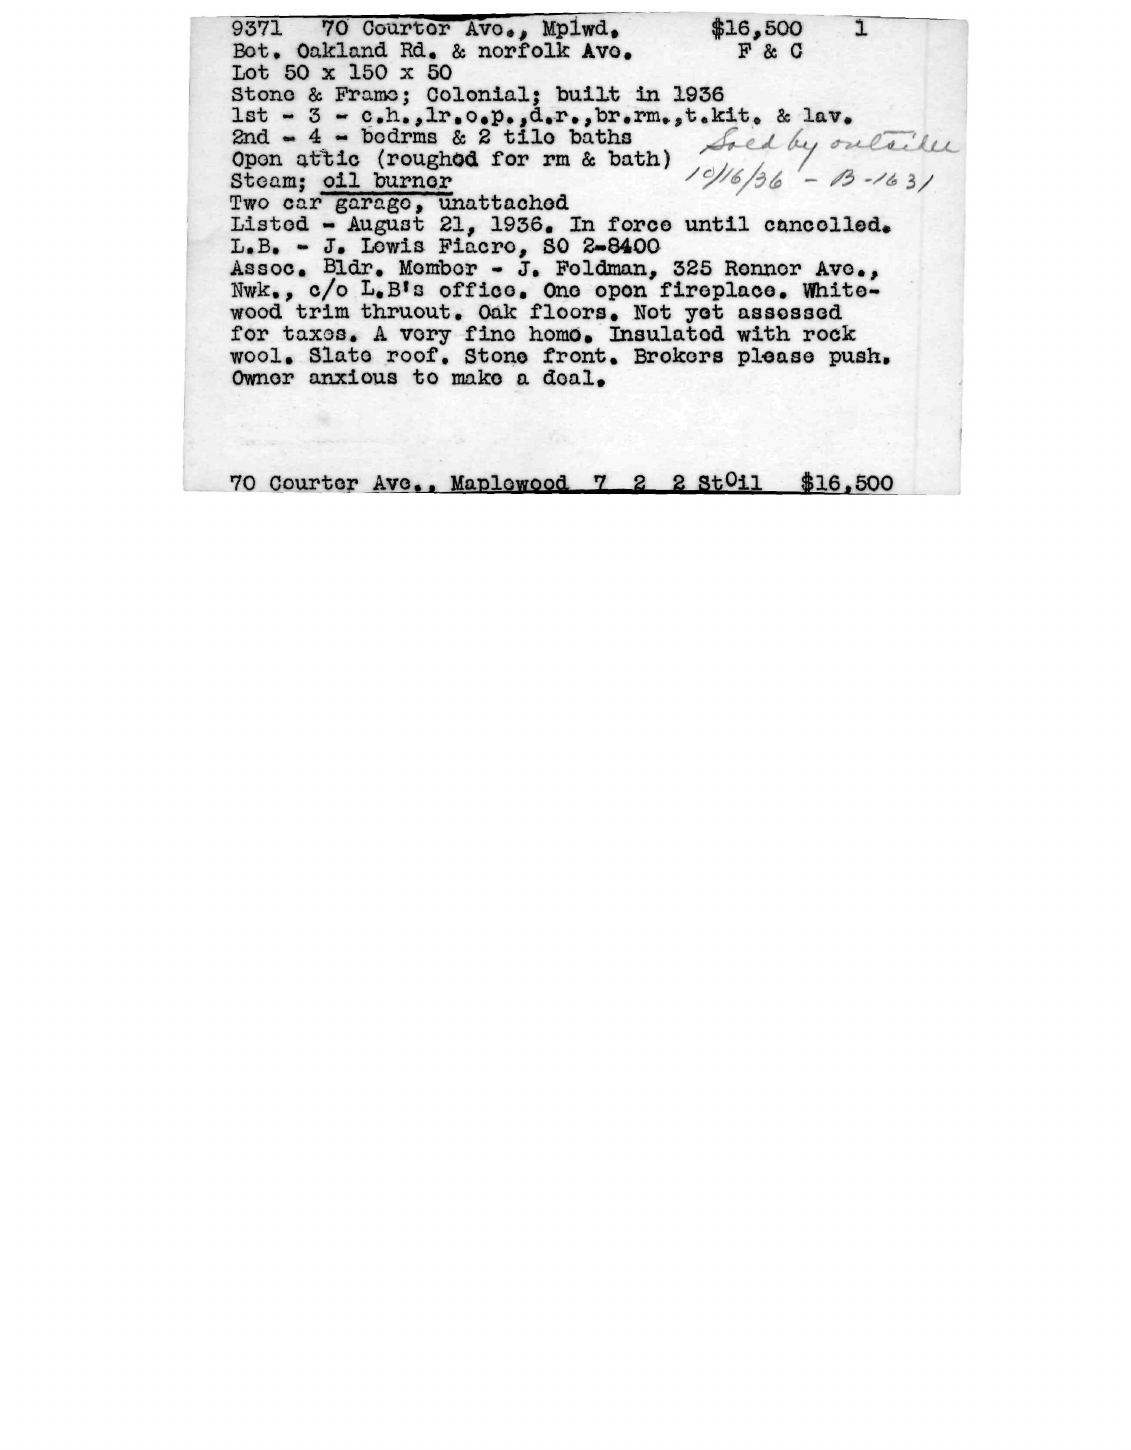 9371 70 Courter Ave., Mplwd. $16,500 1
Bet. Oakland Rd. & norfolk Ave. F & C
Lot 50 x 150 x 50
Stone & Frame; Colonial; built in 1936
1st - 3 - c.h.,lr.o.p.,d.r.,br.rm.,t.kit. & lav.
2nd - 4 - bedrms & 2 tile baths
Sold by outsider
Open attic (roughed for rm & bath)
10/16/36 - B-1631
Steam; oil burner
Two car garage, unattached
Listed - August 21, 1936. In force until cancelled.
L.B. - J. Lewis Fiacre, SO 2-8400
Assoc. Bldr. Member - J. Feldman, 325 Renner Ave.,
Nwk., c/o L.B's office. One open fireplace. White-
wood trim thruout. Oak floors. Not yet assessed
for taxes. A very fine home. Insulated with rock
wool. Slate roof. Stone front. Brokers please push.
Owner anxious to make a deal.
70 Courter Ave., Maplewood 7 2 2 StOil $16,500